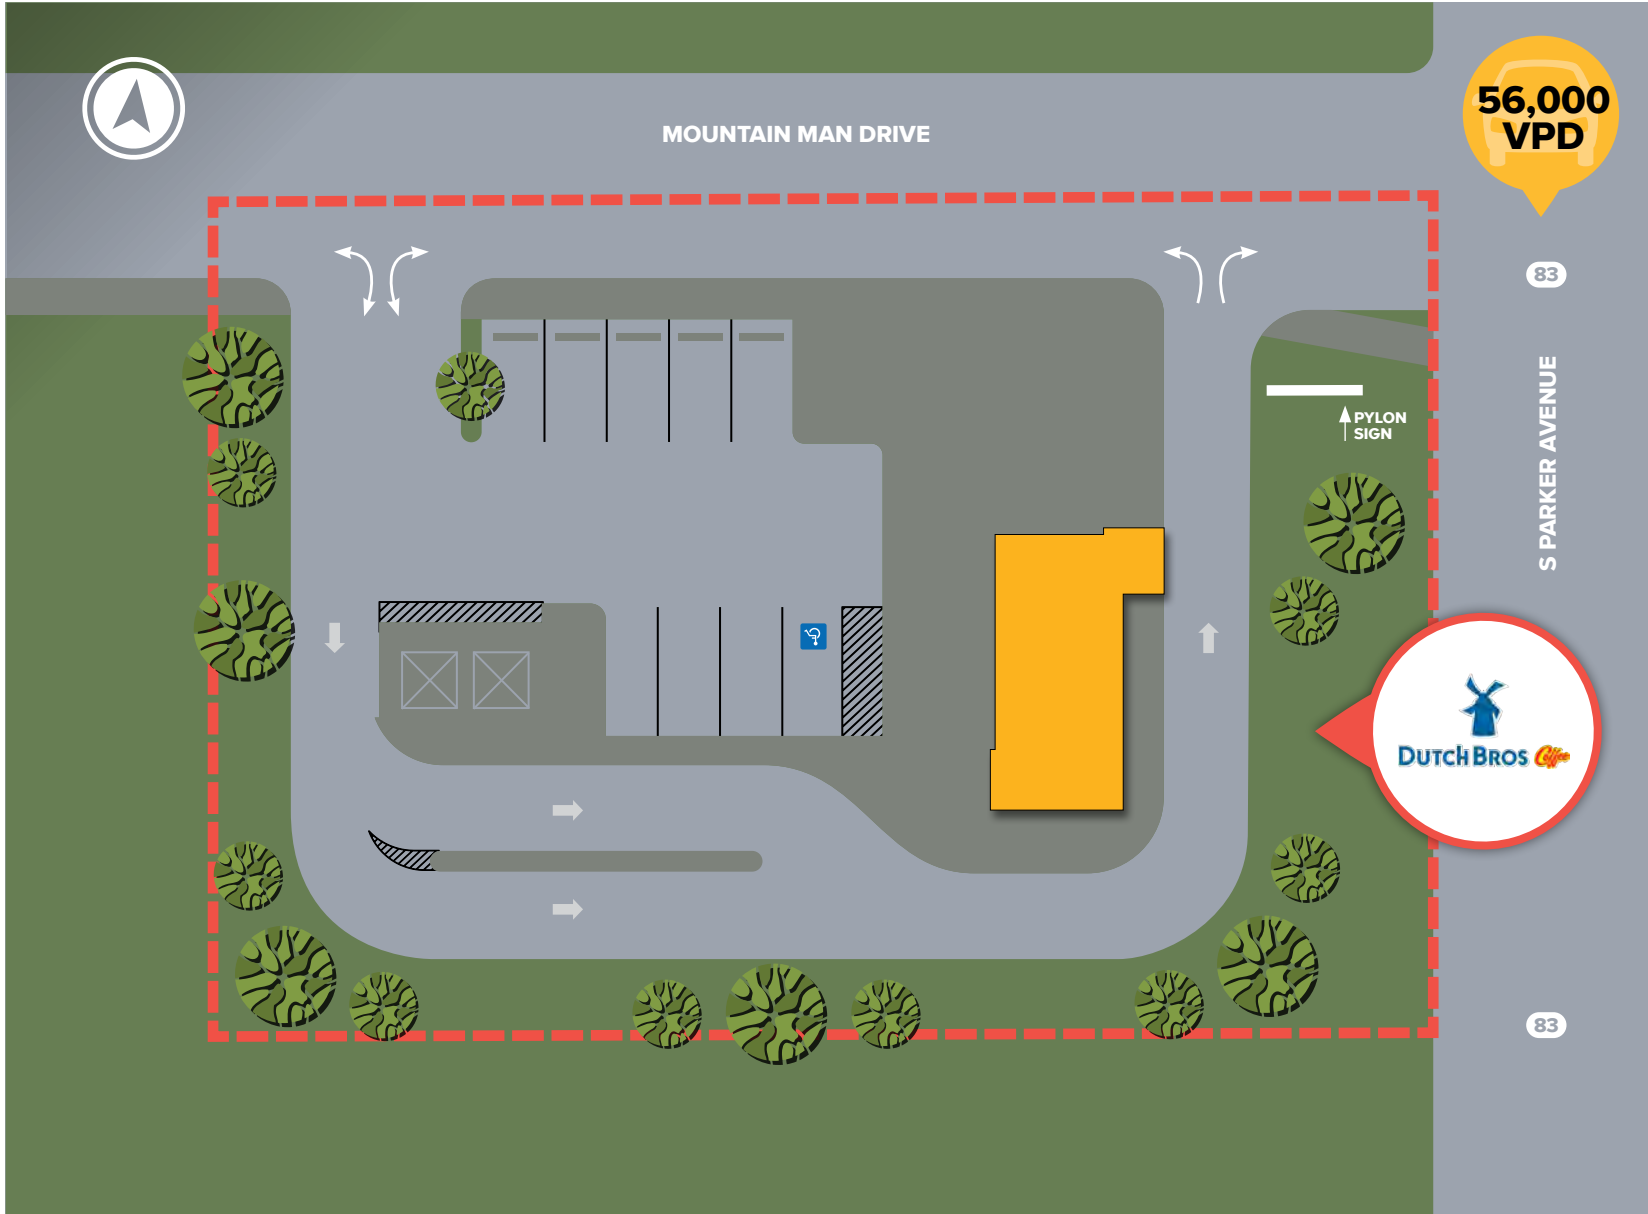 56,000
VPD
MOUNTAIN MAN DRIVE
83
S PARKER AVENUE
PYLON
SIGN
DUTCH BROS Coffee
83